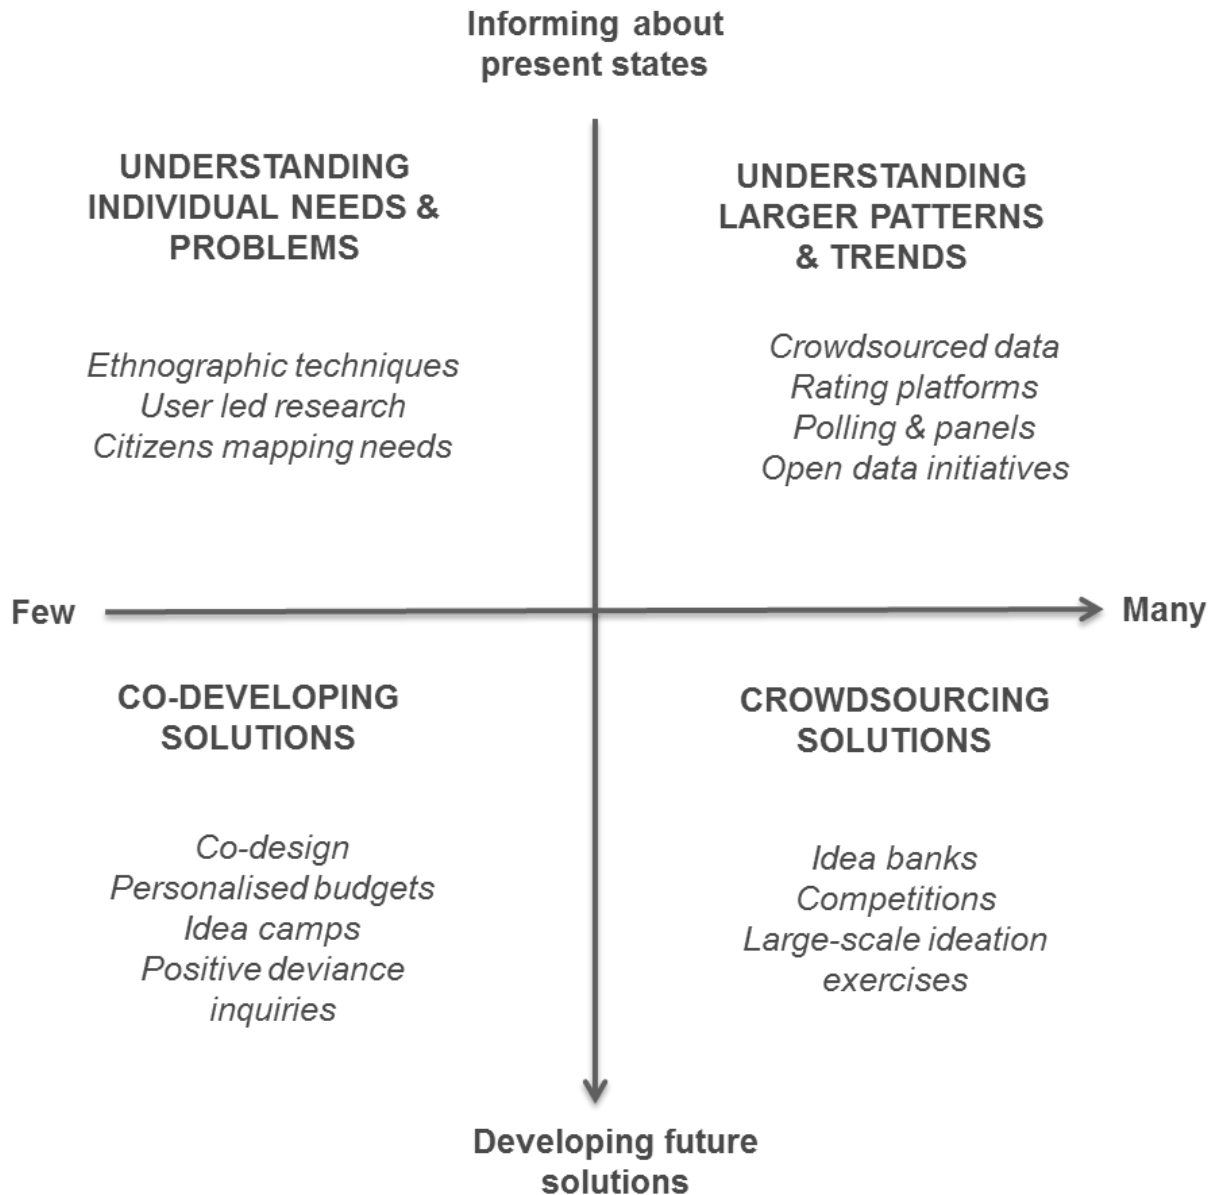 Informing about
present states
UNDERSTANDING
INDIVIDUAL NEEDS &
PROBLEMS
Ethnographic techniques
User led research
Citizens mapping needs
UNDERSTANDING
LARGER PATTERNS
& TRENDS
Crowdsourced data
Rating platforms
Polling & panels
Open data initiatives
Few
Many
CO-DEVELOPING
SOLUTIONS
Co-design
Personalised budgets
Idea camps
Positive deviance
inquiries
CROWDSOURCING
SOLUTIONS
Idea banks
Competitions
Large-scale ideation
exercises
Developing future
solutions